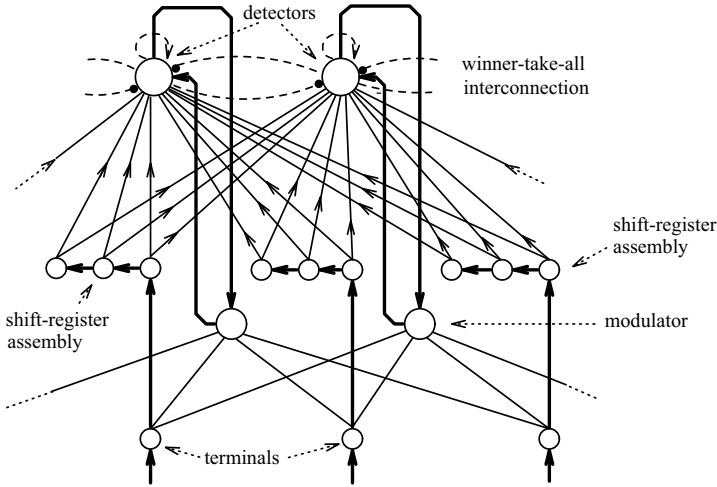 detectors
winner-take-all
interconnection
shift-register
assembly
shift-register
assembly
modulator
terminals